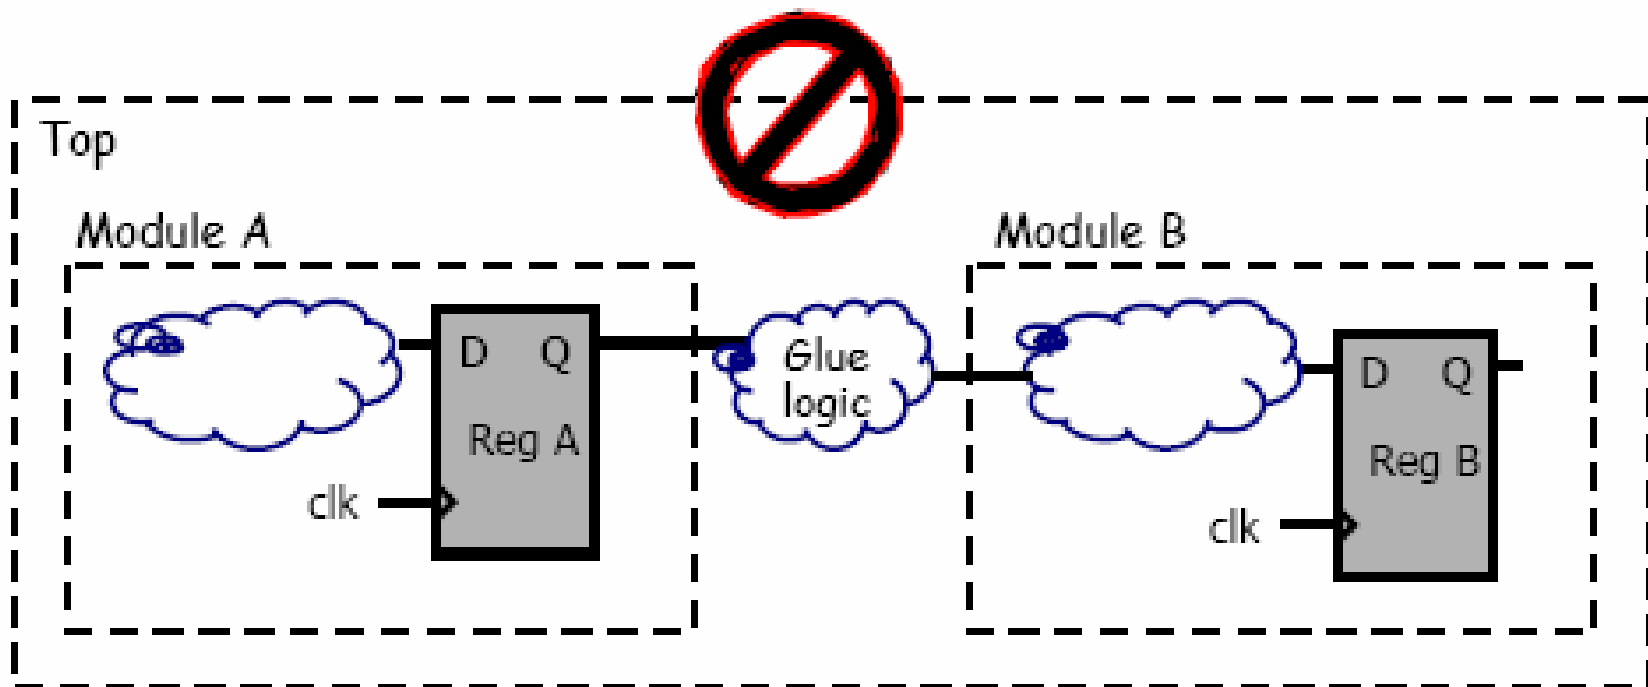 Top
Module A
Module B
D Q
Reg A
clk
Glue
logic
D Q
Reg B
clk